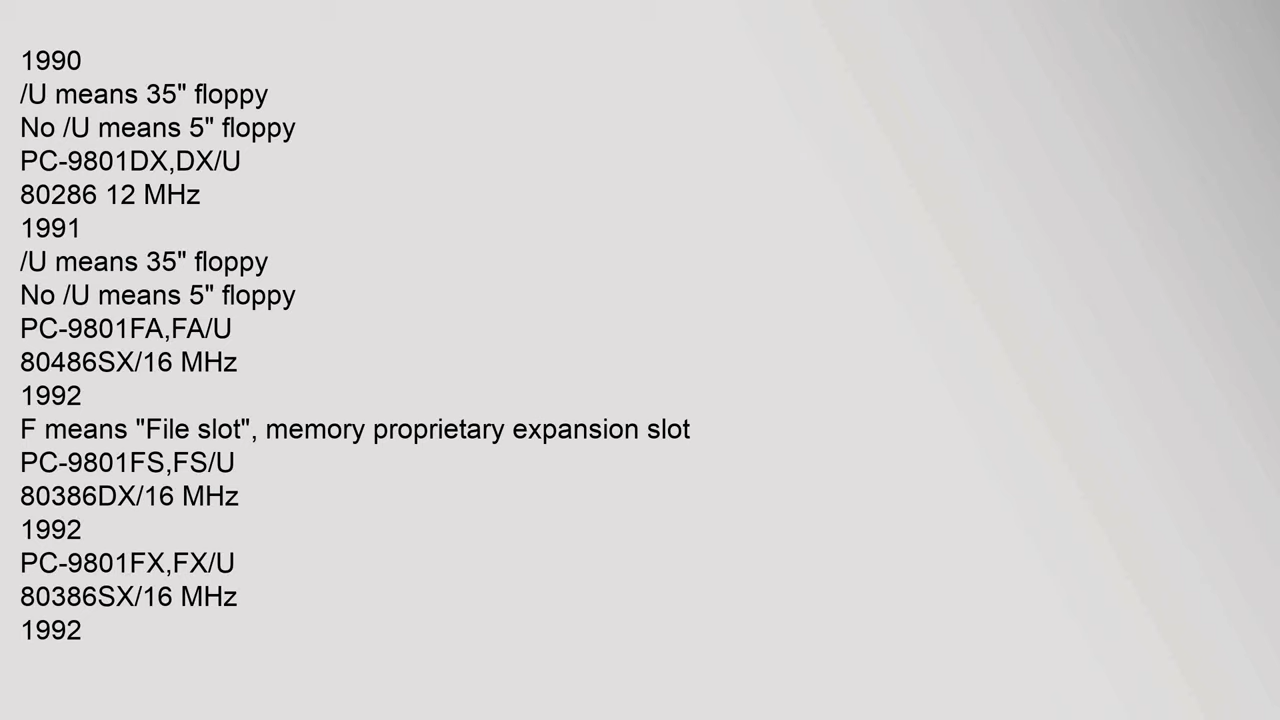 1990
/U means 35" floppy
No /U means 5" floppy
PC-9801DX,DX/U
80286 12 MHz
1991
/U means 35" floppy
No /U means 5" floppy
PC-9801FA,FA/U
80486SX/16 MHz
1992
F means "File slot", memory proprietary expansion slot
PC-9801FS,FS/U
80386DX/16 MHz
1992
PC-9801FX,FX/U
80386SX/16 MHz
1992